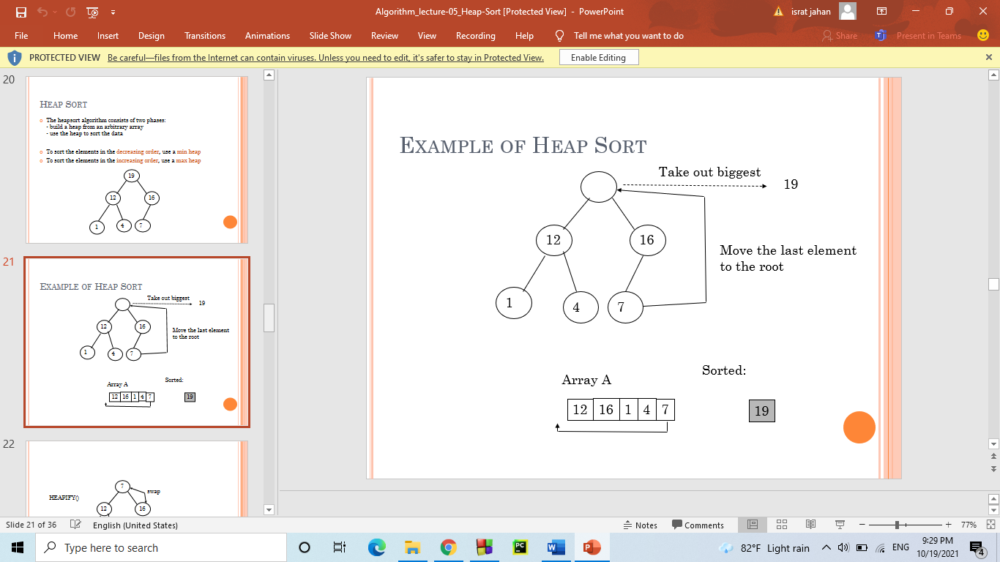 Algorithm_lecture-05_Heap-Sort [Protected View] - PowerPoint
israt jahan
File Home Insert Design Transitions Animations Slide Show Review View Recording Help Tell me what you want to do Share Present in Teams
PROTECTED VIEW Be careful—files from the Internet can contain viruses. Unless you need to edit, it's safer to stay in Protected View. Enable Editing
20
HEAP SORT
The heapsort algorithm consists of two phases:
- build a heap from an arbitrary array
- use the heap to sort the data
To sort the elements in the decreasing order, use a min heap
To sort the elements in the increasing order, use a max heap
19
12 16
1 4 7
21
EXAMPLE OF HEAP SORT
Take out biggest
19
12 16
Move the last element
to the root
1 4 7
Sorted:
Array A
12 16 1 4 7
19
22
7
swap
HEAPIFY()
12 16
EXAMPLE OF HEAP SORT
Take out biggest
19
12 16
Move the last element
to the root
1 4 7
Sorted:
Array A
12 16 1 4 7
19
Slide 21 of 36 English (United States) Notes Comments 77%
Type here to search
PC
W
P
82°F Light rain
ENG
9:29 PM
10/19/2021
4